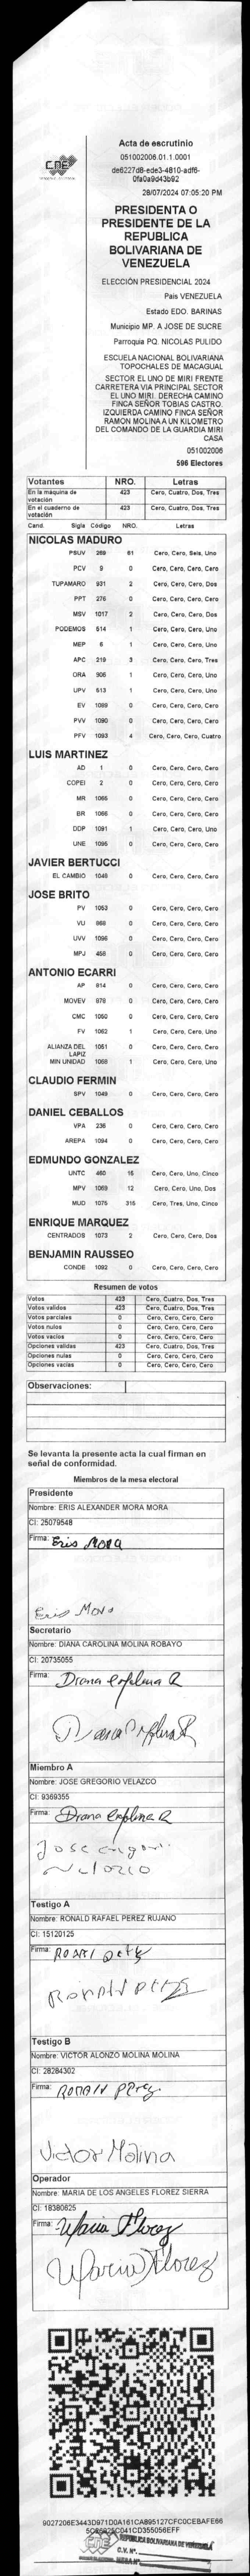 CNE
Acta de escrutinio
051002006.01.1.0001
de6227d8-ede3-4810-adf6-
0fa0a9d43b92
28/07/2024 07:05:20 PM
PRESIDENTA O
PRESIDENTE DE LA
REPUBLICA
BOLIVARIANA DE
VENEZUELA
ELECCIÓN PRESIDENCIAL 2024
Pais VENEZUELA
Estado EDO. BARINAS
Municipio MP. A JOSE DE SUCRE
Parroquia PQ. NICOLAS PULIDO
ESCUELA NACIONAL BOLIVARIANA
TOPOCHALES DE MACAGUAL
SECTOR EL UNO DE MIRI FRENTE
CARRETERA VIA PRINCIPAL SECTOR
EL UNO MIRI. DERECHA CAMINO
FINCA SEÑOR TOBIAS CASTRO.
IZQUIERDA CAMINO FINCA SEÑOR
RAMON MOLINA A UN KILOMETRO
DEL COMANDO DE LA GUARDIA MIRI
CASA
051002006
596 Electores
Votantes NRO. Letras
En la máquina de votación 423 Cero, Cuatro, Dos, Tres
En el cuaderno de votación 423 Cero, Cuatro, Dos, Tres
Cand. Sigla Código NRO. Letras
NICOLAS MADURO
PSUV 269 61 Cero, Cero, Seis, Uno
PCV 9 0 Cero, Cero, Cero, Cero
TUPAMARO 931 2 Cero, Cero, Cero, Dos
PPT 276 0 Cero, Cero, Cero, Cero
MSV 1017 2 Cero, Cero, Cero, Dos
PODEMOS 514 1 Cero, Cero, Cero, Uno
MEP 6 1 Cero, Cero, Cero, Uno
APC 219 3 Cero, Cero, Cero, Tres
ORA 906 1 Cero, Cero, Cero, Uno
UPV 513 1 Cero, Cero, Cero, Uno
EV 1089 0 Cero, Cero, Cero, Cero
PVV 1090 0 Cero, Cero, Cero, Cero
PFV 1093 4 Cero, Cero, Cero, Cuatro
LUIS MARTINEZ
AD 1 0 Cero, Cero, Cero, Cero
COPEI 2 0 Cero, Cero, Cero, Cero
MR 1065 0 Cero, Cero, Cero, Cero
BR 1066 0 Cero, Cero, Cero, Cero
DDP 1091 1 Cero, Cero, Cero, Uno
UNE 1095 0 Cero, Cero, Cero, Cero
JAVIER BERTUCCI
EL CAMBIO 1048 0 Cero, Cero, Cero, Cero
JOSE BRITO
PV 1053 0 Cero, Cero, Cero, Cero
VU 868 0 Cero, Cero, Cero, Cero
UVV 1096 0 Cero, Cero, Cero, Cero
MPJ 458 0 Cero, Cero, Cero, Cero
ANTONIO ECARRI
AP 814 0 Cero, Cero, Cero, Cero
MOVEV 978 0 Cero, Cero, Cero, Cero
CMC 1050 0 Cero, Cero, Cero, Cero
FV 1062 1 Cero, Cero, Cero, Uno
ALIANZA DEL LAPIZ 1051 0 Cero, Cero, Cero, Cero
MIN UNIDAD 1068 1 Cero, Cero, Cero, Uno
CLAUDIO FERMIN
SPV 1049 0 Cero, Cero, Cero, Cero
DANIEL CEBALLOS
VPA 236 0 Cero, Cero, Cero, Cero
AREPA 1094 0 Cero, Cero, Cero, Cero
EDMUNDO GONZALEZ
UNTC 460 15 Cero, Cero, Uno, Cinco
MPV 1069 12 Cero, Cero, Uno, Dos
MUD 1075 315 Cero, Tres, Uno, Cinco
ENRIQUE MARQUEZ
CENTRADOS 1073 2 Cero, Cero, Cero, Dos
BENJAMIN RAUSSEO
CONDE 1092 0 Cero, Cero, Cero, Cero
Resumen de votos
Votos 423 Cero, Cuatro, Dos, Tres
Votos validos 423 Cero, Cuatro, Dos, Tres
Votos parciales 0 Cero, Cero, Cero, Cero
Votos nulos 0 Cero, Cero, Cero, Cero
Votos vacios 0 Cero, Cero, Cero, Cero
Opciones validas 423 Cero, Cuatro, Dos, Tres
Opciones nulas 0 Cero, Cero, Cero, Cero
Opciones vacias 0 Cero, Cero, Cero, Cero
Observaciones:
Se levanta la presente acta la cual firman en
señal de conformidad.
Miembros de la mesa electoral
Presidente
Nombre: ERIS ALEXANDER MORA MORA
CI: 25079548
Firma: Eris Mora
Eris Mora
Secretario
Nombre: DIANA CAROLINA MOLINA ROBAYO
CI: 20735055
Firma: Diana
Diana
Miembro A
Nombre: JOSE GREGORIO VELAZCO
CI: 9369355
Firma: Diana
Jose
Testigo A
Nombre: RONALD RAFAEL PEREZ RUJANO
CI: 15120125
Firma:
Testigo B
Nombre: VICTOR ALONZO MOLINA MOLINA
CI: 28284302
Firma: Ronald Perez
Victor Molina
Operador
Nombre: MARIA DE LOS ANGELES FLOREZ SIERRA
CI: 18380625
Firma: Maria Florez
Maria Florez
9027206E3443D971D0A161CA895127CFC0CEBAFE66
REPUBLICA BOLIVARIANA DE VENEZUELA